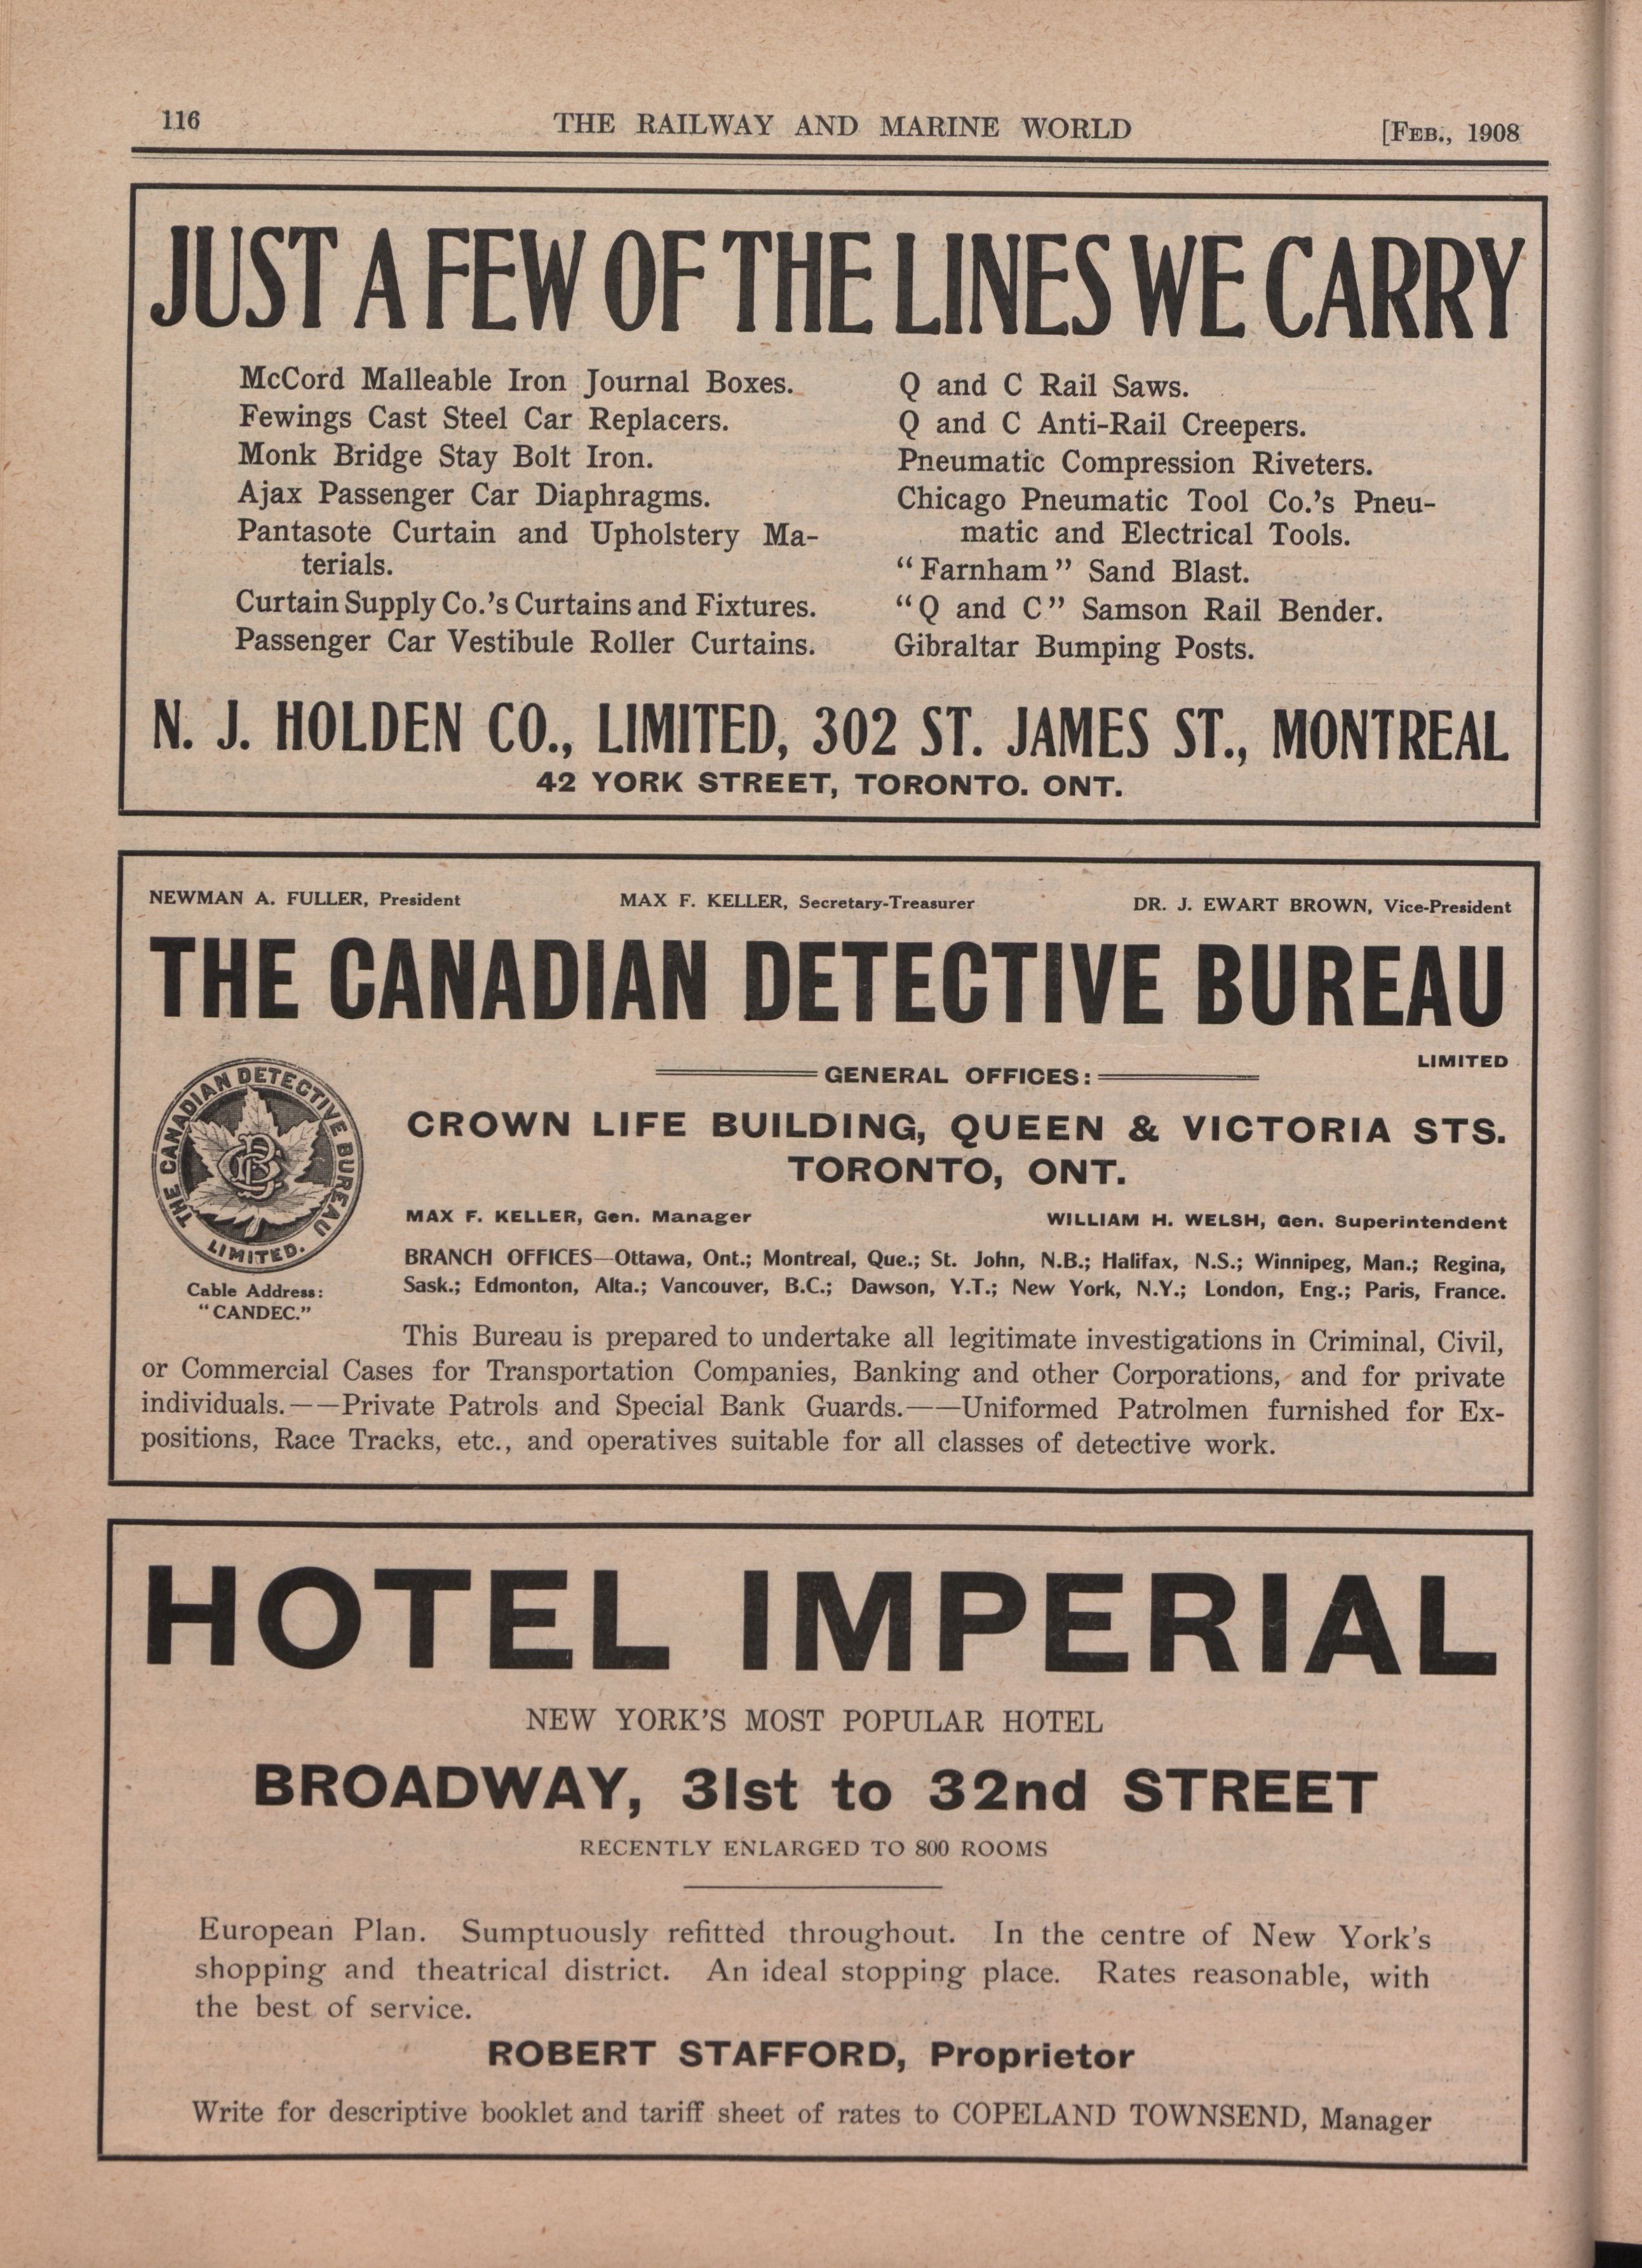 116
THE RAILWAY AND MARINE WORLD
[FEB., 1908
JUST A FEW OF THE LINES WE CARRY
McCord Malleable Iron Journal Boxes.
Fewings Cast Steel Car Replacers.
Monk Bridge Stay Bolt Iron.
Ajax Passenger Car Diaphragms.
Pantasote Curtain and Upholstery Ma-
terials.
Curtain Supply Co.'s Curtains and Fixtures.
Passenger Car Vestibule Roller Curtains.
Q and C Rail Saws.
Q and C Anti-Rail Creepers.
Pneumatic Compression Riveters.
Chicago Pneumatic Tool Co.'s Pneu-
matic and Electrical Tools.
"Farnham" Sand Blast.
"Q and C" Samson Rail Bender.
Gibraltar Bumping Posts.
N. J. HOLDEN CO., LIMITED, 302 ST. JAMES ST., MONTREAL
42 YORK STREET, TORONTO. ONT.
NEWMAN A. FULLER, President
MAX F. KELLER, Secretary-Treasurer
DR. J. EWART BROWN, Vice-President
THE CANADIAN DETECTIVE BUREAU
LIMITED
GENERAL OFFICES:
CROWN LIFE BUILDING, QUEEN & VICTORIA STS.
TORONTO, ONT.
THE CANADIAN DETECTIVE BUREAU
LIMITED.
CDB
Cable Address:
"CANDEC."
MAX F. KELLER, Gen. Manager
WILLIAM H. WELSH, Gen. Superintendent
BRANCH OFFICES—Ottawa, Ont.; Montreal, Que.; St. John, N.B.; Halifax, N.S.; Winnipeg, Man.; Regina,
Sask.; Edmonton, Alta.; Vancouver, B.C.; Dawson, Y.T.; New York, N.Y.; London, Eng.; Paris, France.
This Bureau is prepared to undertake all legitimate investigations in Criminal, Civil,
or Commercial Cases for Transportation Companies, Banking and other Corporations, and for private
individuals.——Private Patrols and Special Bank Guards.——Uniformed Patrolmen furnished for Ex-
positions, Race Tracks, etc., and operatives suitable for all classes of detective work.
HOTEL IMPERIAL
NEW YORK'S MOST POPULAR HOTEL
BROADWAY, 31st to 32nd STREET
RECENTLY ENLARGED TO 800 ROOMS
European Plan. Sumptuously refitted throughout. In the centre of New York's
shopping and theatrical district. An ideal stopping place. Rates reasonable, with
the best of service.
ROBERT STAFFORD, Proprietor
Write for descriptive booklet and tariff sheet of rates to COPELAND TOWNSEND, Manager